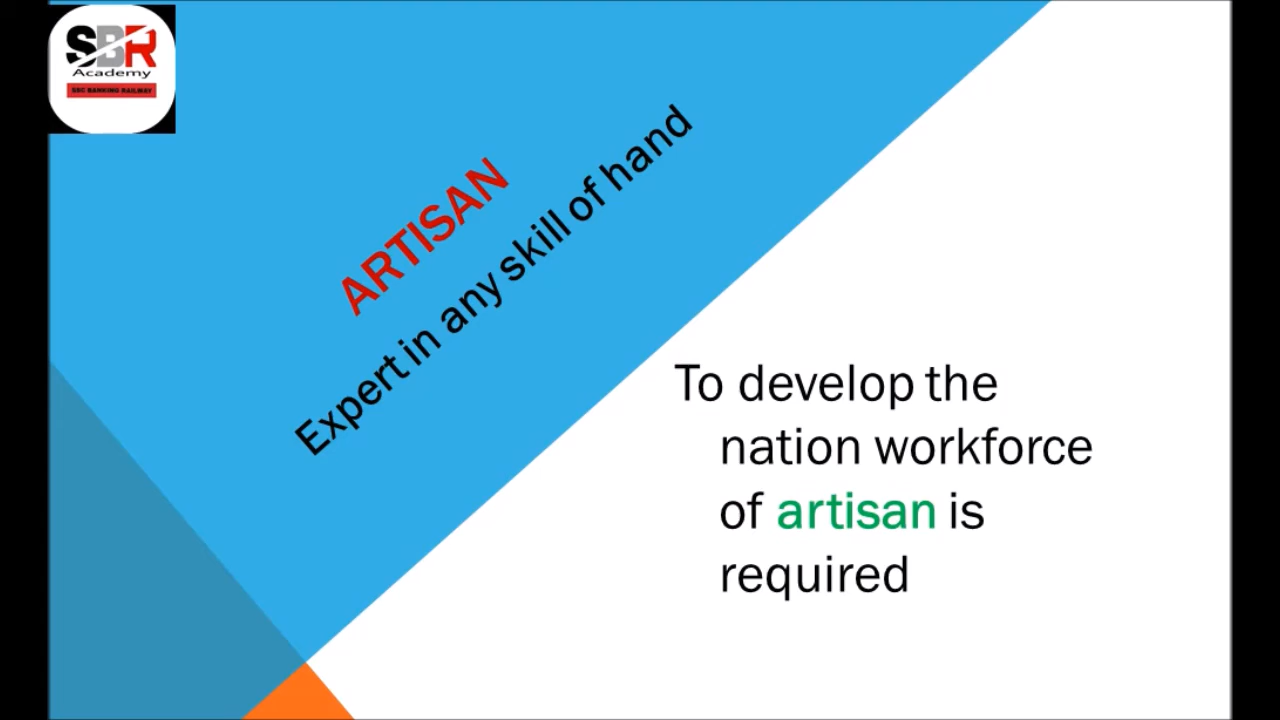 SBR
Academy
SSC BANKING RAILWAY
ARTISAN
Expert in any skill of hand
To develop the
nation workforce
of artisan is
required